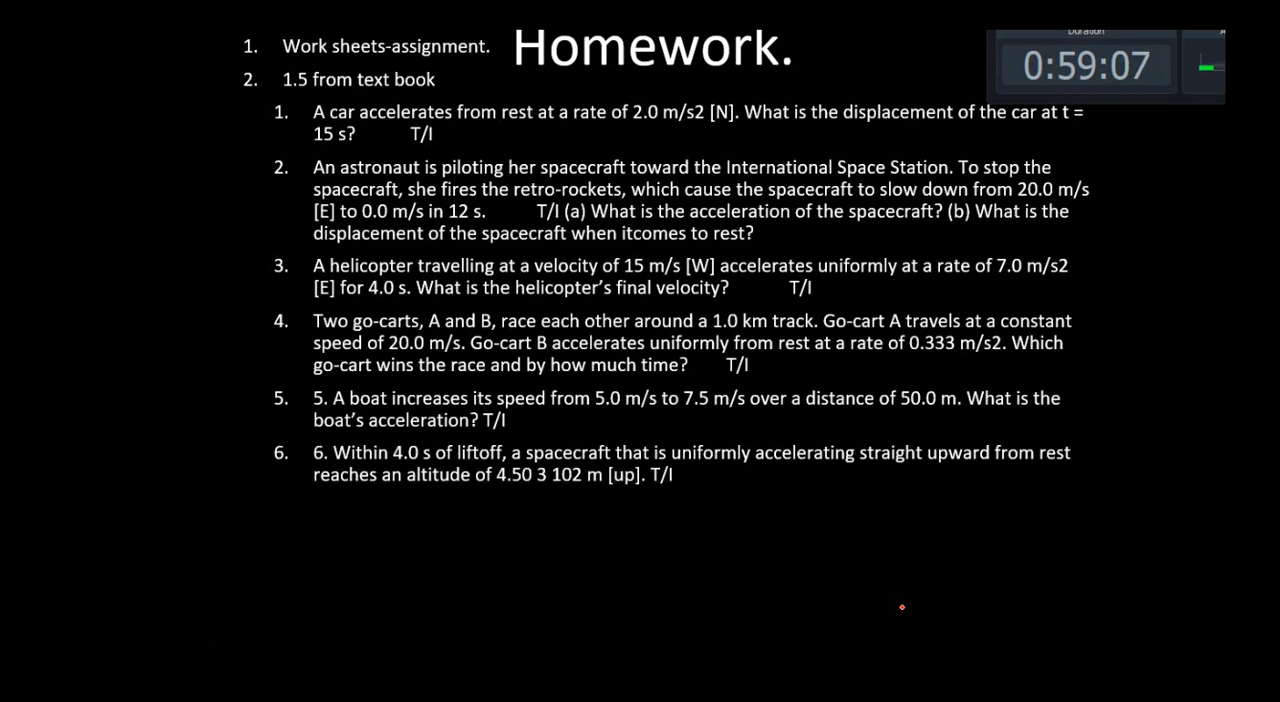 Homework.
1. Work sheets-assignment.
2. 1.5 from text book
1. A car accelerates from rest at a rate of 2.0 m/s2 [N]. What is the displacement of the car at t =
15 s? T/I
2. An astronaut is piloting her spacecraft toward the International Space Station. To stop the
spacecraft, she fires the retro-rockets, which cause the spacecraft to slow down from 20.0 m/s
[E] to 0.0 m/s in 12 s. T/I (a) What is the acceleration of the spacecraft? (b) What is the
displacement of the spacecraft when itcomes to rest?
3. A helicopter travelling at a velocity of 15 m/s [W] accelerates uniformly at a rate of 7.0 m/s2
[E] for 4.0 s. What is the helicopter’s final velocity? T/I
4. Two go-carts, A and B, race each other around a 1.0 km track. Go-cart A travels at a constant
speed of 20.0 m/s. Go-cart B accelerates uniformly from rest at a rate of 0.333 m/s2. Which
go-cart wins the race and by how much time? T/I
5. 5. A boat increases its speed from 5.0 m/s to 7.5 m/s over a distance of 50.0 m. What is the
boat’s acceleration? T/I
6. 6. Within 4.0 s of liftoff, a spacecraft that is uniformly accelerating straight upward from rest
reaches an altitude of 4.50 3 102 m [up]. T/I
Duration
0:59:07